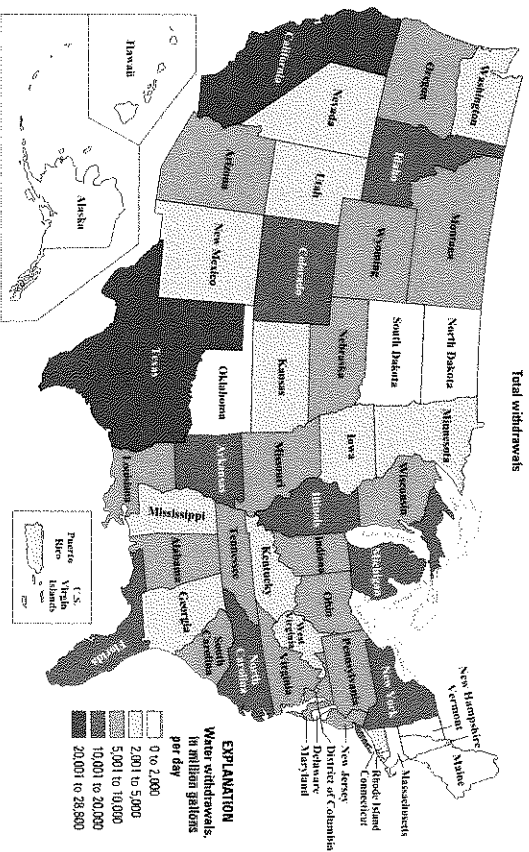 Total withdrawals
Washington
Oregon
California
Nevada
Idaho
Montana
Wyoming
Utah
Arizona
Colorado
New Mexico
North Dakota
South Dakota
Nebraska
Kansas
Oklahoma
Texas
Minnesota
Iowa
Missouri
Arkansas
Louisiana
Wisconsin
Illinois
Michigan
Indiana
Ohio
Kentucky
Tennessee
Mississippi
Alabama
Georgia
Florida
South
Carolina
North
Carolina
Virginia
West
Virginia
Pennsylvania
New York
New Hampshire
Vermont
Maine
Massachusetts
Rhode Island
Connecticut
New Jersey
District of Columbia
Delaware
Maryland
Hawaii
Alaska
Puerto
Rico
U.S.
Virgin
Islands
EXPLANATION
Water withdrawals,
in million gallons
per day
0 to 2,000
2,001 to 5,000
5,001 to 10,000
10,001 to 20,000
20,001 to 28,800